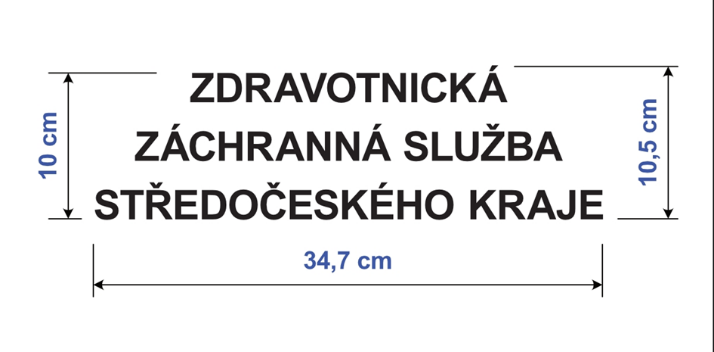 ZDRAVOTNICKÁ
10 cm
10,5 cm
ZÁCHRANNÁ SLUŽBA
STŘEDOČESKÉHO KRAJE
34,7 cm